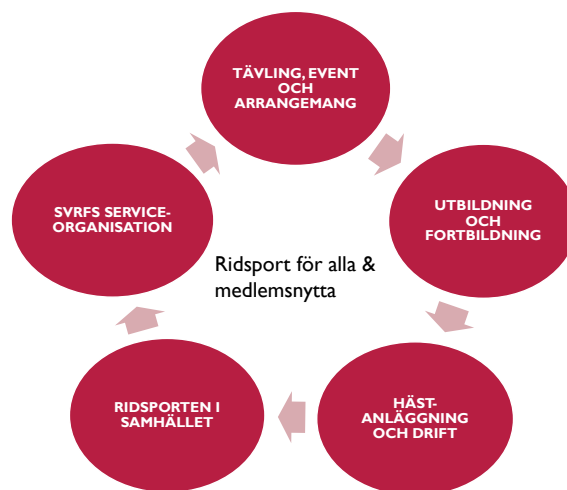 TÄVLING, EVENT
OCH
ARRANGEMANG
UTBILDNING
OCH
FORTBILDNING
HÄST-
ANLÄGGNING
OCH DRIFT
RIDSPORTEN I
SAMHÄLLET
SVRFS SERVICE-
ORGANISATION
Ridsport för alla &
medlemsnytta